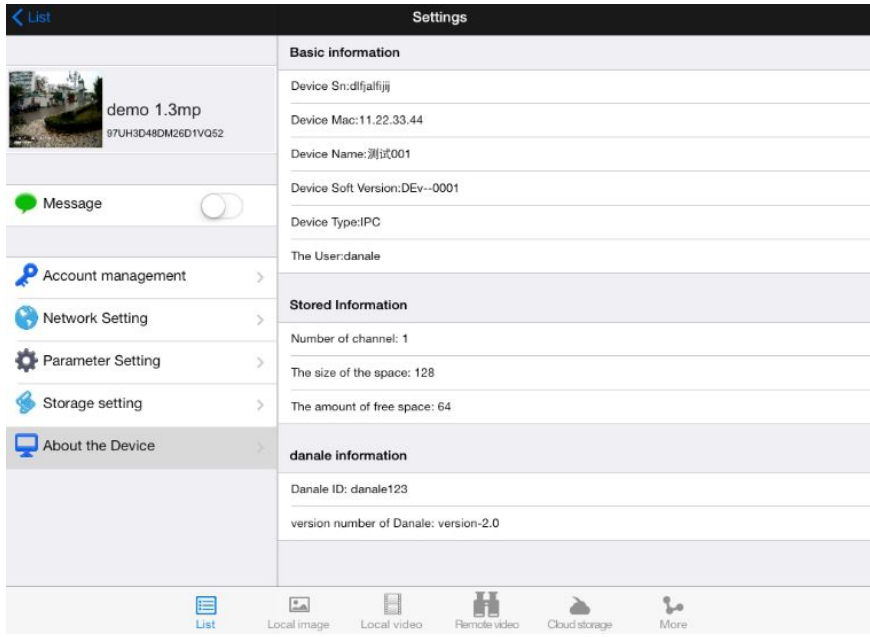 List
Settings
demo 1.3mp
97UH3D48DM26D1VQ52
Message
Account management
Network Setting
Parameter Setting
Storage setting
About the Device
Basic information
Device Sn:dlfjalfijij
Device Mac:11.22.33.44
Device Name:测试001
Device Soft Version:DEv--0001
Device Type:IPC
The User:danale
Stored Information
Number of channel: 1
The size of the space: 128
The amount of free space: 64
danale information
Danale ID: danale123
version number of Danale: version-2.0
List
Local image
Local video
Remote video
Cloud storage
More